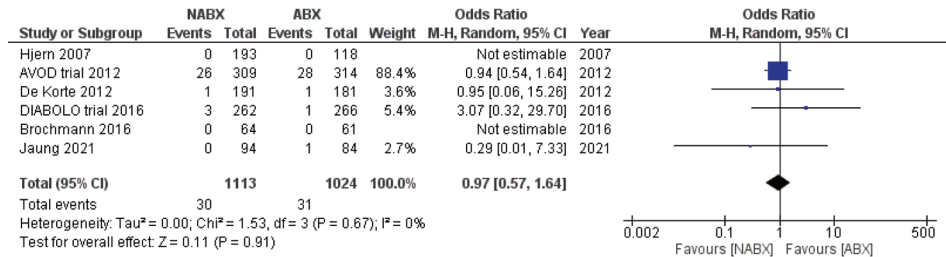 NABX ABX Odds Ratio Odds Ratio
Study or Subgroup Events Total Events Total Weight M-H, Random, 95% CI Year M-H, Random, 95% CI
Hjern 2007 0 193 0 118 Not estimable 2007
AVOD trial 2012 26 309 28 314 88.4% 0.94 [0.54, 1.64] 2012
De Korte 2012 1 191 1 181 3.6% 0.95 [0.06, 15.26] 2012
DIABOLO trial 2016 3 262 1 266 5.4% 3.07 [0.32, 29.70] 2016
Brochmann 2016 0 64 0 61 Not estimable 2016
Jaung 2021 0 94 1 84 2.7% 0.29 [0.01, 7.33] 2021
Total (95% CI) 1113 1024 100.0% 0.97 [0.57, 1.64]
Total events 30 31
Heterogeneity: Tau² = 0.00; Chi² = 1.53, df = 3 (P = 0.67); I² = 0%
Test for overall effect: Z = 0.11 (P = 0.91)
0.002 0.1 1 10 500
Favours [NABX] Favours [ABX]